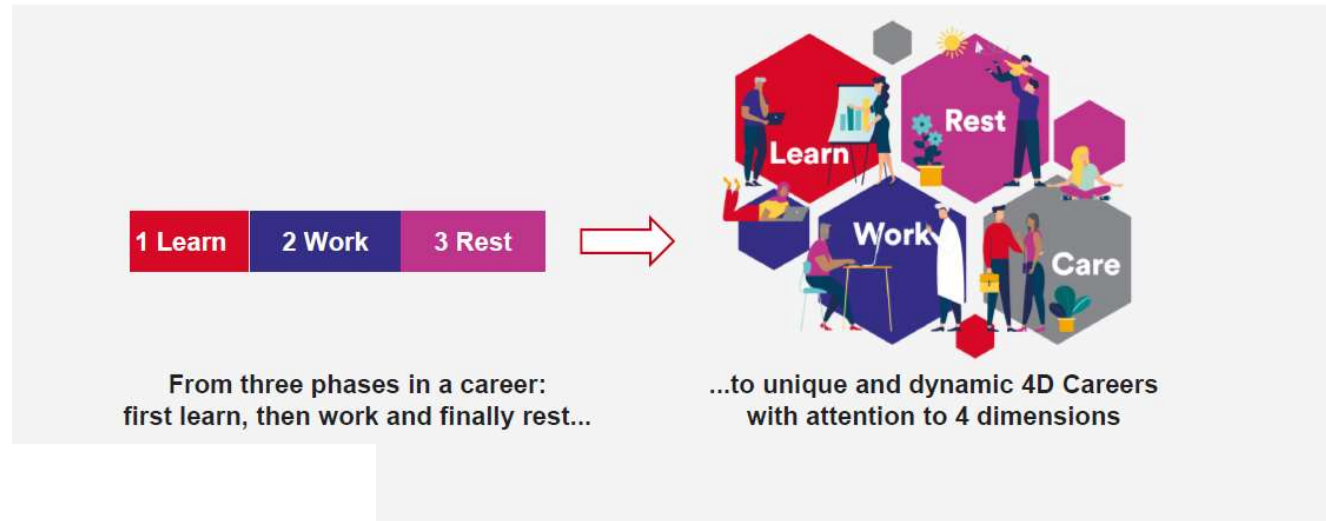 1 Learn
2 Work
3 Rest
From three phases in a career:
first learn, then work and finally rest...
Learn
Rest
Work
Care
...to unique and dynamic 4D Careers
with attention to 4 dimensions